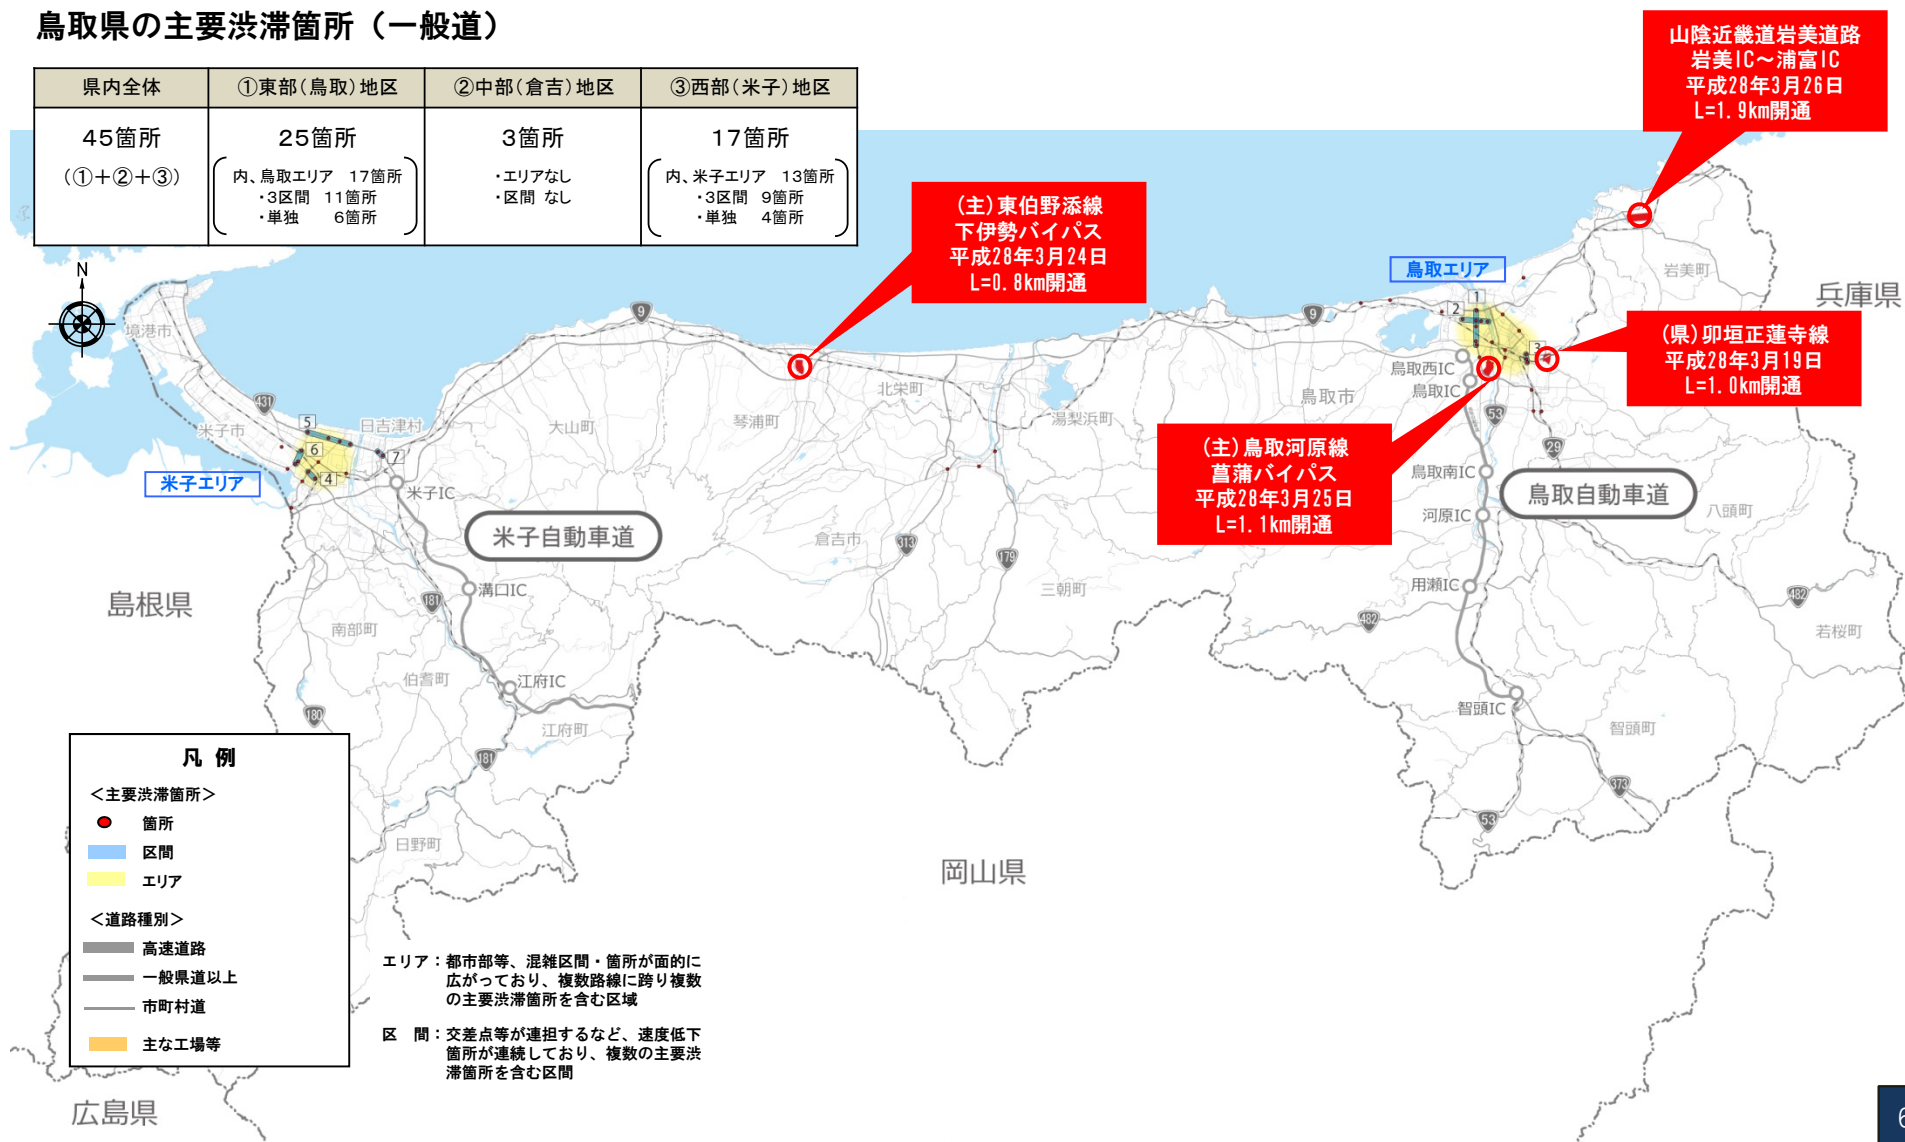 鳥取県の主要渋滞箇所（一般道）
県内全体
①東部（鳥取）地区
②中部（倉吉）地区
③西部（米子）地区
45箇所
（①＋②＋③）
25箇所
内、鳥取エリア　17箇所
・3区間　11箇所
・単独　　6箇所
3箇所
・エリアなし
・区間 なし
17箇所
内、米子エリア　13箇所
・3区間　9箇所
・単独　4箇所
山陰近畿道岩美道路
岩美IC～浦富IC
平成28年3月26日
L=1.9km開通
(主)東伯野添線
下伊勢バイパス
平成28年3月24日
L=0.8km開通
(県)卯垣正蓮寺線
平成28年3月19日
L=1.0km開通
(主)鳥取河原線
菖蒲バイパス
平成28年3月25日
L=1.1km開通
N
境港市
431
米子市
5
6
4
7
日吉津村
米子エリア
米子IC
米子自動車道
大山町
9
琴浦町
北栄町
湯梨浜町
9
鳥取エリア
1
2
3
鳥取西IC
鳥取IC
鳥取市
53
29
岩美町
兵庫県
鳥取南IC
河原IC
鳥取自動車道
八頭町
用瀬IC
482
482
若桜町
智頭IC
智頭町
373
53
倉吉市
313
179
三朝町
島根県
溝口IC
181
南部町
伯耆町
江府IC
江府町
180
181
日野町
岡山県
広島県
凡 例
＜主要渋滞箇所＞
箇所
区間
エリア
＜道路種別＞
高速道路
一般県道以上
市町村道
主な工場等
エリア：都市部等、混雑区間・箇所が面的に
広がっており、複数路線に跨り複数
の主要渋滞箇所を含む区域
区　間：交差点等が連担するなど、速度低下
箇所が連続しており、複数の主要渋
滞箇所を含む区間
6